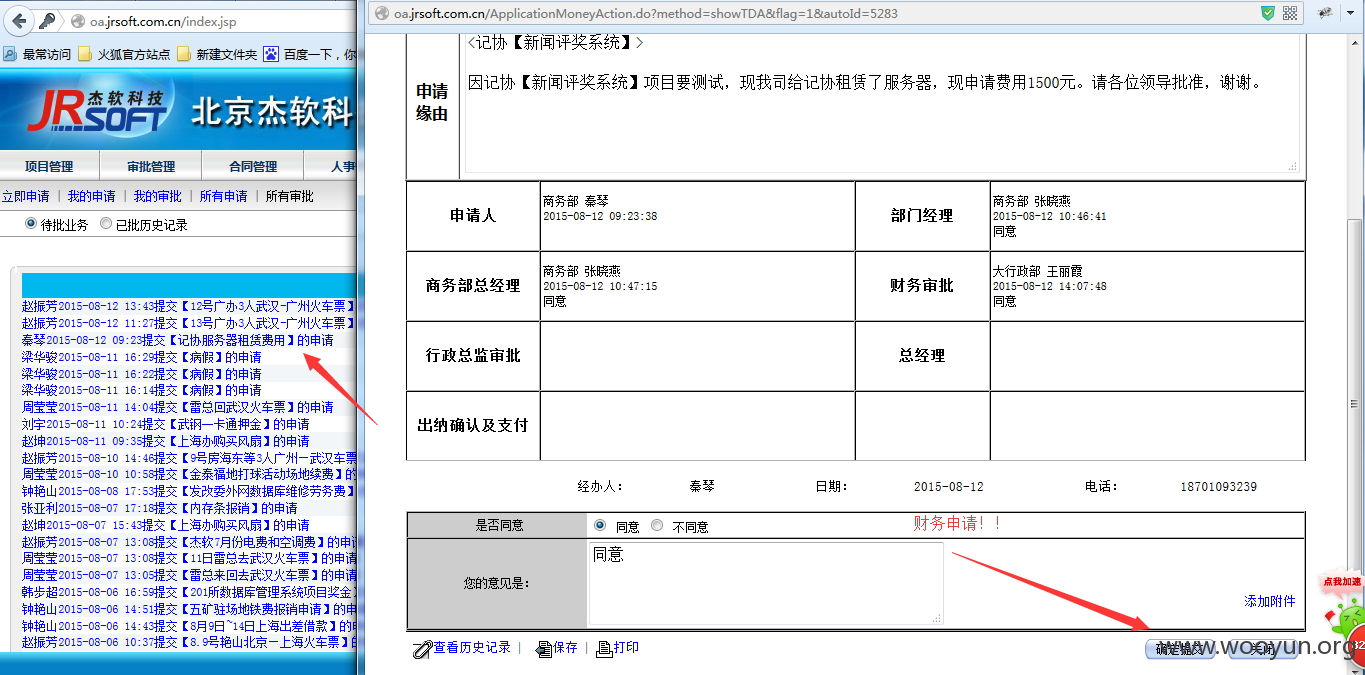 oa.jrsoft.com.cn/index.jsp
oa.jrsoft.com.cn/ApplicationMoneyAction.do?method=showTDA&flag=1&autoId=5283
最常访问 火狐官方站点 新建文件夹 百度一下，你
JRSOFT 杰软科技 北京杰软科
项目管理 审批管理 合同管理 人事
立即申请 | 我的申请 | 我的审批 | 所有申请 | 所有审批
待批业务 已批历史记录
赵振芳2015-08-12 13:43提交【12号广办3人武汉-广州火车票】
赵振芳2015-08-12 11:27提交【13号广办3人武汉-广州火车票】
秦琴2015-08-12 09:23提交【记协服务器租赁费用】的申请
梁华骏2015-08-11 16:29提交【病假】的申请
梁华骏2015-08-11 16:22提交【病假】的申请
梁华骏2015-08-11 16:14提交【病假】的申请
周莹莹2015-08-11 14:04提交【雷总回武汉火车票】的申请
刘宇2015-08-11 10:24提交【武钢一卡通押金】的申请
赵坤2015-08-11 09:35提交【上海办购买风扇】的申请
赵振芳2015-08-10 14:46提交【9号房海东等3人广州—武汉车票
周莹莹2015-08-10 10:58提交【金泰福地打球活动场地续费】的
钟艳山2015-08-08 17:53提交【发改委外网数据库维修劳务费】
张亚利2015-08-07 17:18提交【内存条报销】的申请
赵坤2015-08-07 15:43提交【上海办购买风扇】的申请
赵振芳2015-08-07 13:08提交【杰软7月份电费和空调费】的申
周莹莹2015-08-07 13:08提交【11日雷总去武汉火车票】的申请
周莹莹2015-08-07 13:05提交【雷总来回去武汉火车票】的申请
韩步超2015-08-06 16:59提交【201所数据库管理系统项目奖金】
钟艳山2015-08-06 14:51提交【五矿驻场地铁费报销申请】的申
钟艳山2015-08-06 14:43提交【8月9日~14日上海出差借款】的申
赵振芳2015-08-06 10:37提交【8.9号艳山北京—上海火车票】的
申请缘由
<记协【新闻评奖系统】>
因记协【新闻评奖系统】项目要测试，现我司给记协租赁了服务器，现申请费用1500元。请各位领导批准，谢谢。
申请人 商务部 秦琴
2015-08-12 09:23:38
部门经理 商务部 张晓燕
2015-08-12 10:46:41
同意
商务部总经理 商务部 张晓燕
2015-08-12 10:47:15
同意
财务审批 大行政部 王丽霞
2015-08-12 14:07:48
同意
行政总监审批 总经理
出纳确认及支付
经办人： 秦琴 日期： 2015-08-12 电话： 18701093239
是否同意 同意 不同意 财务申请！！
您的意见是： 同意
添加附件
查看历史记录 | 保存 | 打印
确定提交 关闭
www.wooyun.org
点我加速